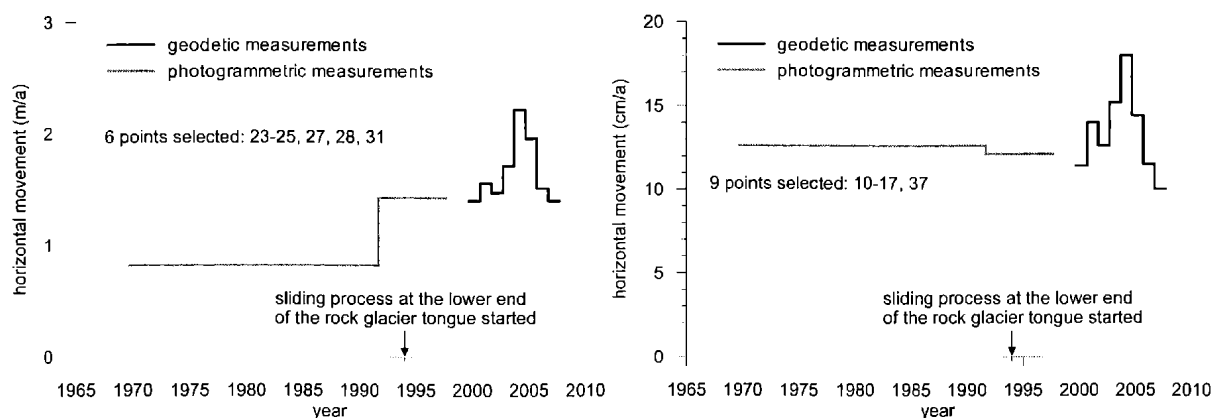 3
geodetic measurements
photogrammetric measurements
2
6 points selected: 23-25, 27, 28, 31
horizontal movement (m/a)
1
sliding process at the lower end
of the rock glacier tongue started
0
1965 1970 1975 1980 1985 1990 1995 2000 2005 2010
year
20
geodetic measurements
photogrammetric measurements
15
horizontal movement (cm/a)
10
9 points selected: 10-17, 37
5
sliding process at the lower end
of the rock glacier tongue started
0
1965 1970 1975 1980 1985 1990 1995 2000 2005 2010
year